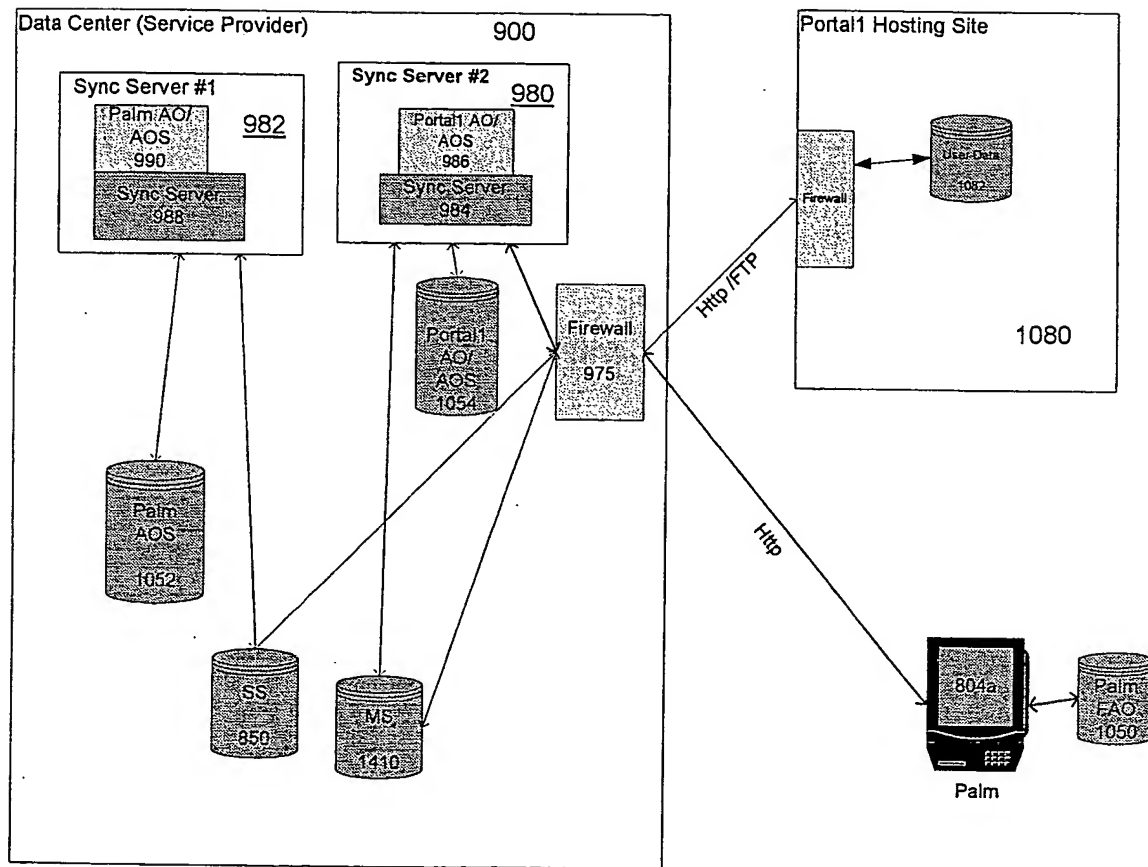 Data Center (Service Provider)
900
Sync Server #1
982
Palm AO/
AOS
990
Sync Server
988
Sync Server #2
980
Portal1 AO/
AOS
986
Sync Server
984
Portal1
AO/
AOS
1054
Firewall
975
Palm
AOS
1052
SS
850
MS
1410
Http /FTP
Http
Portal1 Hosting Site
Firewall
User Data
1082
1080
804a
Palm
Palm
FAO
1050